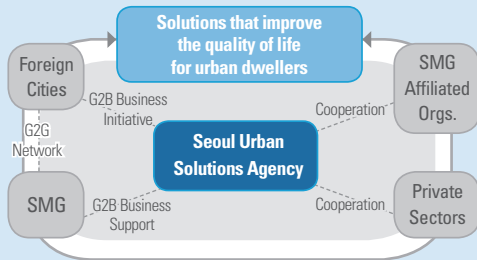 Solutions that improve
the quality of life
for urban dwellers
Foreign
Cities
SMG
Affiliated
Orgs.
G2B Business
Initiative
Cooperation
G2G
Network
Seoul Urban
Solutions Agency
SMG
G2B Business
Support
Cooperation
Private
Sectors